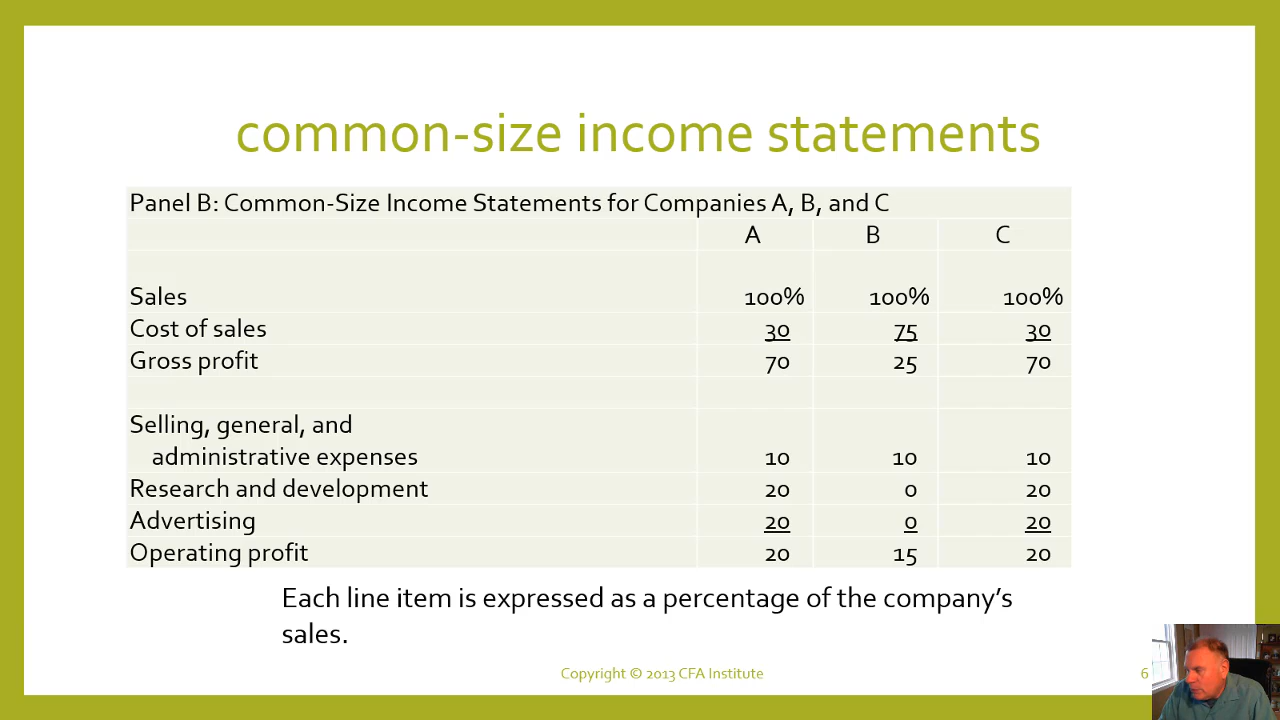 common-size income statements
Panel B: Common-Size Income Statements for Companies A, B, and C
A B C
Sales 100% 100% 100%
Cost of sales 30 75 30
Gross profit 70 25 70
Selling, general, and
administrative expenses 10 10 10
Research and development 20 0 20
Advertising 20 0 20
Operating profit 20 15 20
Each line item is expressed as a percentage of the company’s
sales.
Copyright © 2013 CFA Institute 6